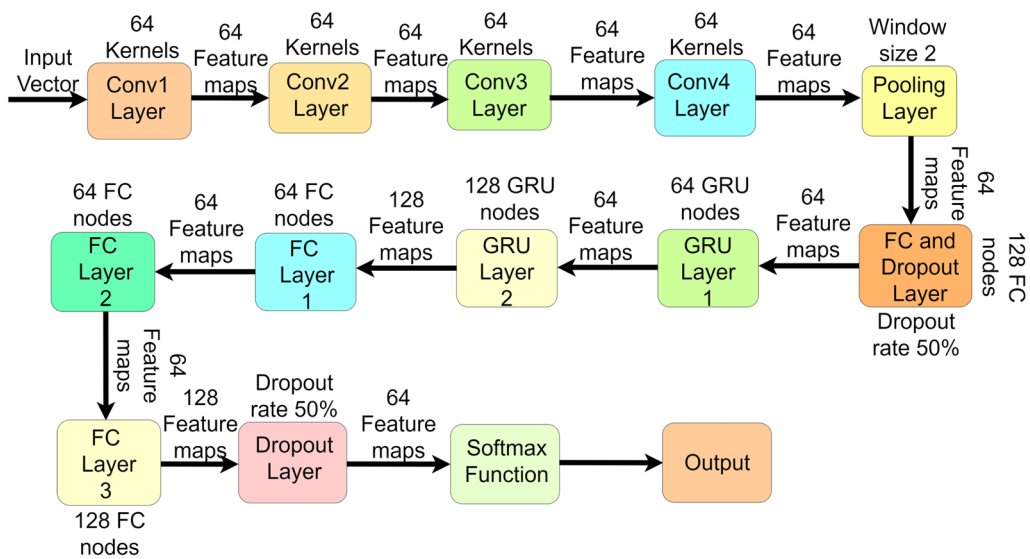 Input
Vector
64
Kernels
Conv1
Layer
64
Feature
maps
64
Kernels
Conv2
Layer
64
Feature
maps
64
Kernels
Conv3
Layer
64
Feature
maps
64
Kernels
Conv4
Layer
64
Feature
maps
Window
size 2
Pooling
Layer
64
Feature
maps
128 FC
nodes
FC and
Dropout
Layer
Dropout
rate 50%
64
Feature
maps
64 GRU
nodes
GRU
Layer
1
64
Feature
maps
128 GRU
nodes
GRU
Layer
2
128
Feature
maps
64 FC
nodes
FC
Layer
1
64
Feature
maps
64 FC
nodes
FC
Layer
2
64
Feature
maps
FC
Layer
3
128 FC
nodes
128
Feature
maps
Dropout
rate 50%
Dropout
Layer
64
Feature
maps
Softmax
Function
Output